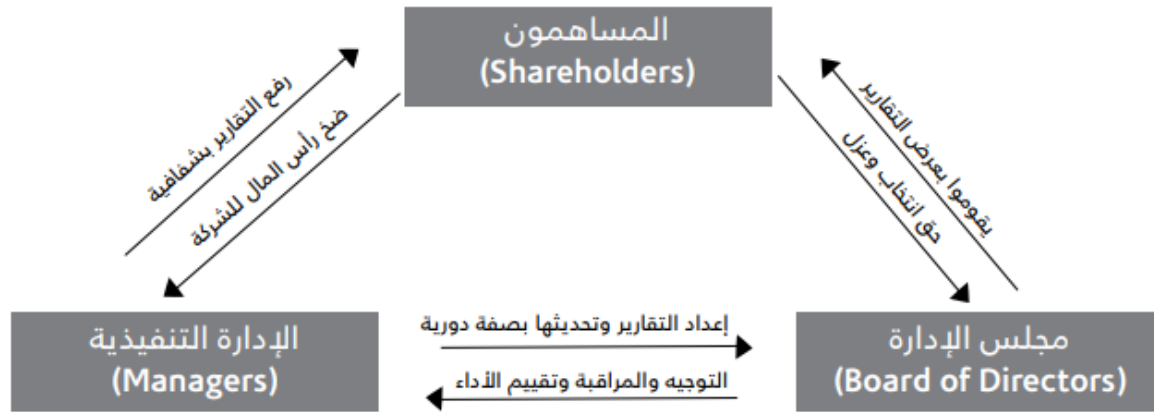 المساهمون
(Shareholders)
رفع التقارير بشفافية
ضخ رأس المال للشركة
يقوموا بعرض التقارير
حق انتخاب وعزل
مجلس الإدارة
(Board of Directors)
إعداد التقارير وتحديثها بصفة دورية
التوجيه والمراقبة وتقييم الأداء
الإدارة التنفيذية
(Managers)